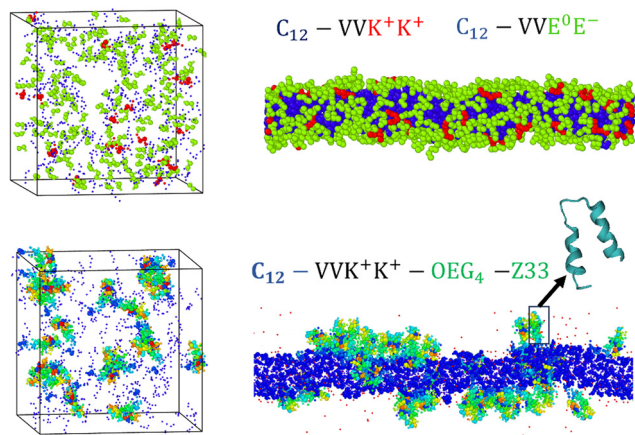 C₁₂ – VVK⁺K⁺ C₁₂ – VVE⁰E⁻
C₁₂ – VVK⁺K⁺ – OEG₄ –Z33